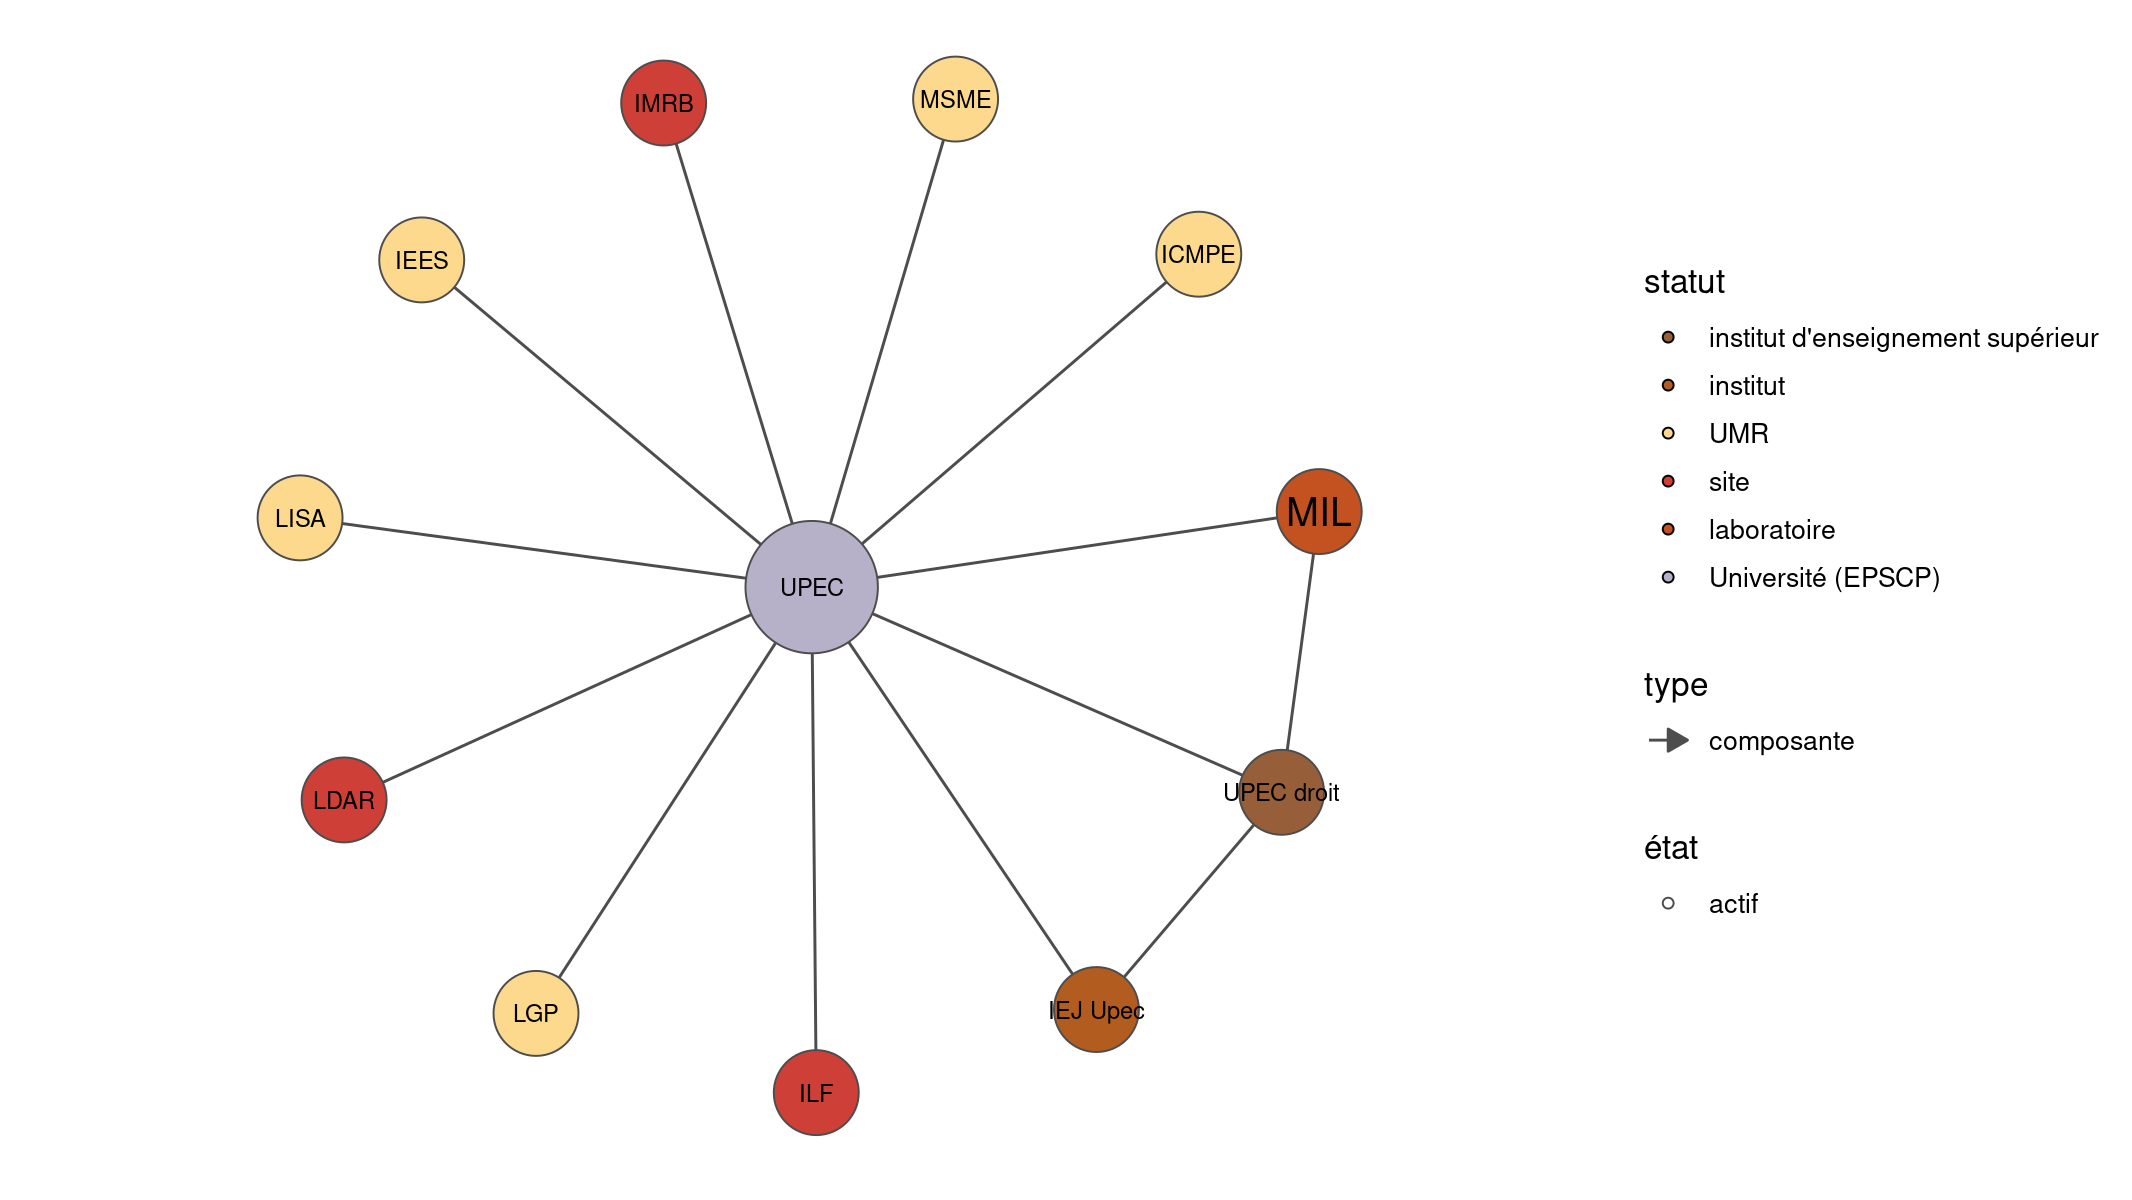 IMRB
MSME
IEES
ICMPE
LISA
MIL
UPEC
LDAR
UPEC droit
LGP
IEJ Upec
ILF
statut
institut d'enseignement supérieur
institut
UMR
site
laboratoire
Université (EPSCP)
type
composante
état
actif